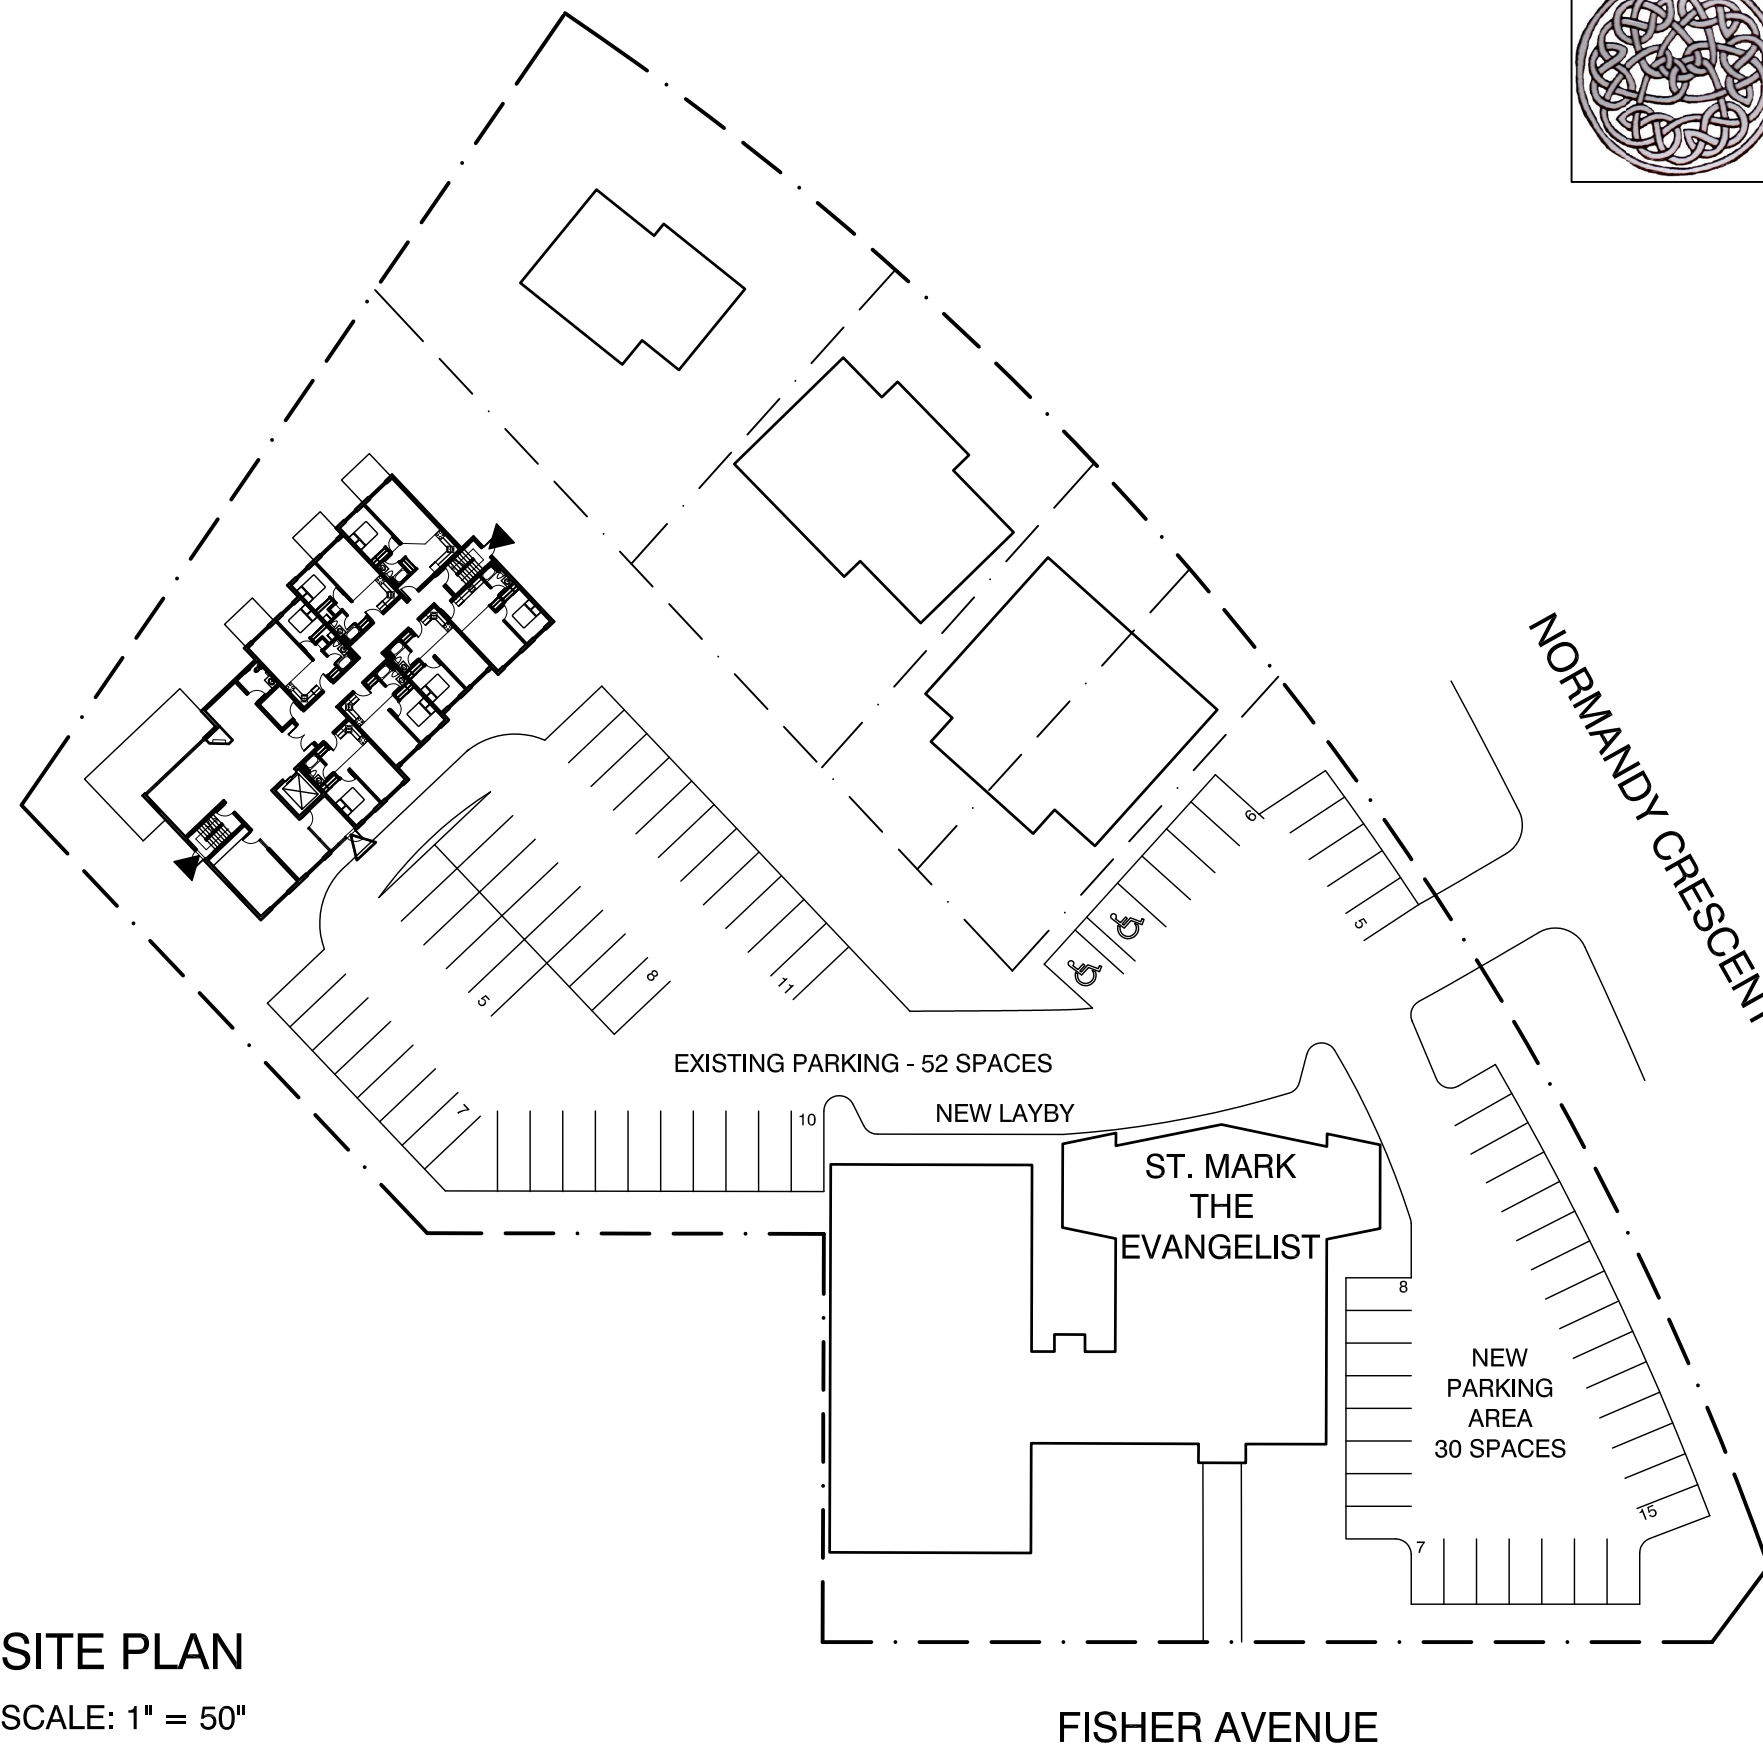 NORMANDY CRESCENT
6
5
5
8
11
EXISTING PARKING - 52 SPACES
7
10
NEW LAYBY
ST. MARK
THE
EVANGELIST
8
NEW
PARKING
AREA
30 SPACES
15
7
SITE PLAN
SCALE: 1" = 50"
FISHER AVENUE